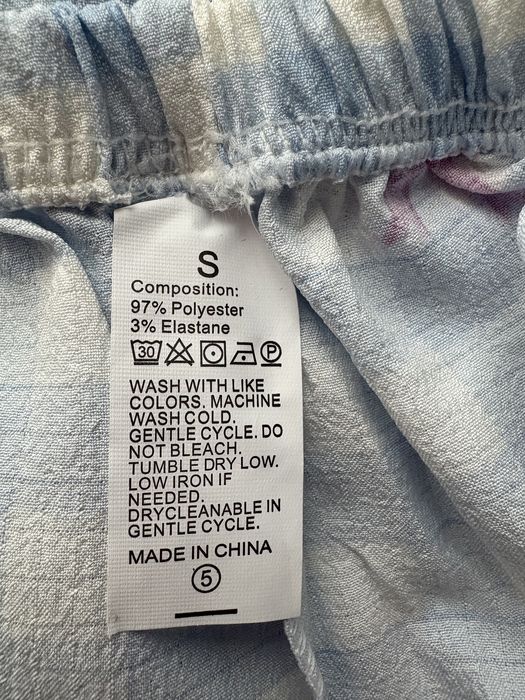 S
Composition:
97% Polyester
3% Elastane
30 P
WASH WITH LIKE
COLORS. MACHINE
WASH COLD.
GENTLE CYCLE. DO
NOT BLEACH.
TUMBLE DRY LOW.
LOW IRON IF
NEEDED.
DRYCLEANABLE IN
GENTLE CYCLE.
MADE IN CHINA
5